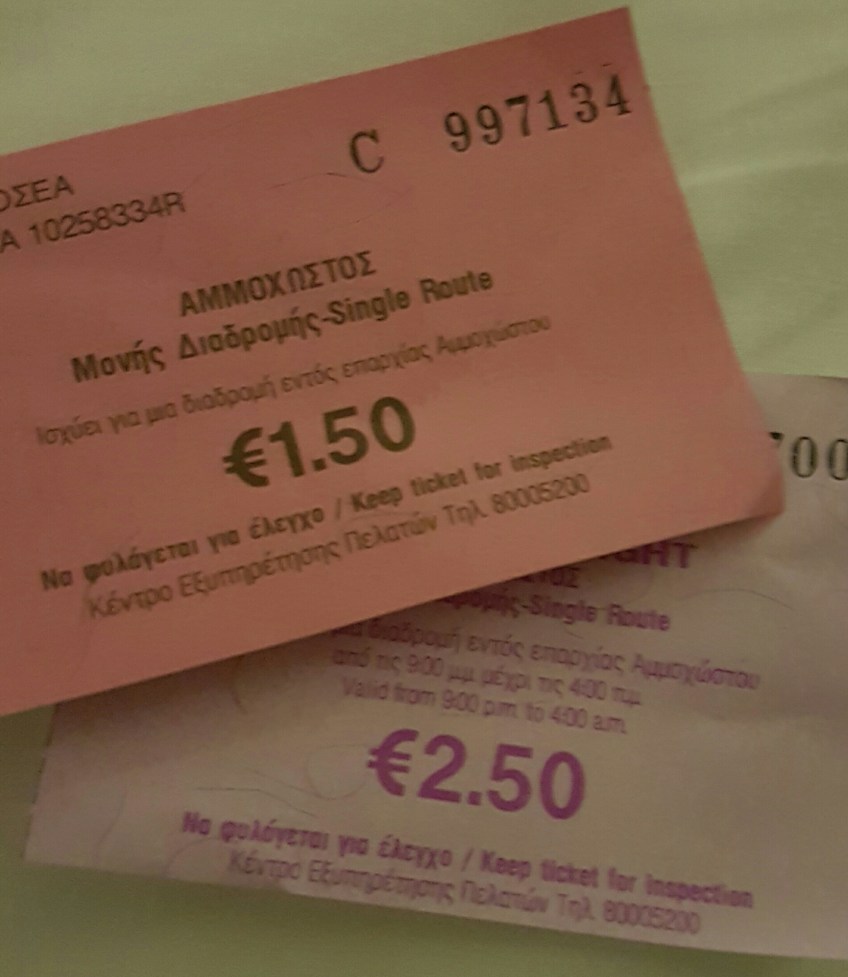 C 997134
ΟΣΕΑ
Α 10258334R
ΑΜΜΟΧΩΣΤΟΣ
Μονής Διαδρομής-Single Route
Ισχύει για μια διαδρομή εντός επαρχίας Αμμοχώστου
€1.50
Να φυλάγεται για έλεγχο / Keep ticket for inspection
Κέντρο Εξυπηρέτησης Πελατών Τηλ. 80005200
700
GHT
ΤΟΣ
ρομής-Single Route
μια διαδρομή εντός επαρχίας Αμμοχώστου
από τις 9:00 μ.μ. μέχρι τις 4:00 π.μ.
Valid from 9:00 p.m. to 4:00 a.m.
€2.50
Να φυλάγεται για έλεγχο / Keep ticket for inspection
Κέντρο Εξυπηρέτησης Πελατών Τηλ. 80005200